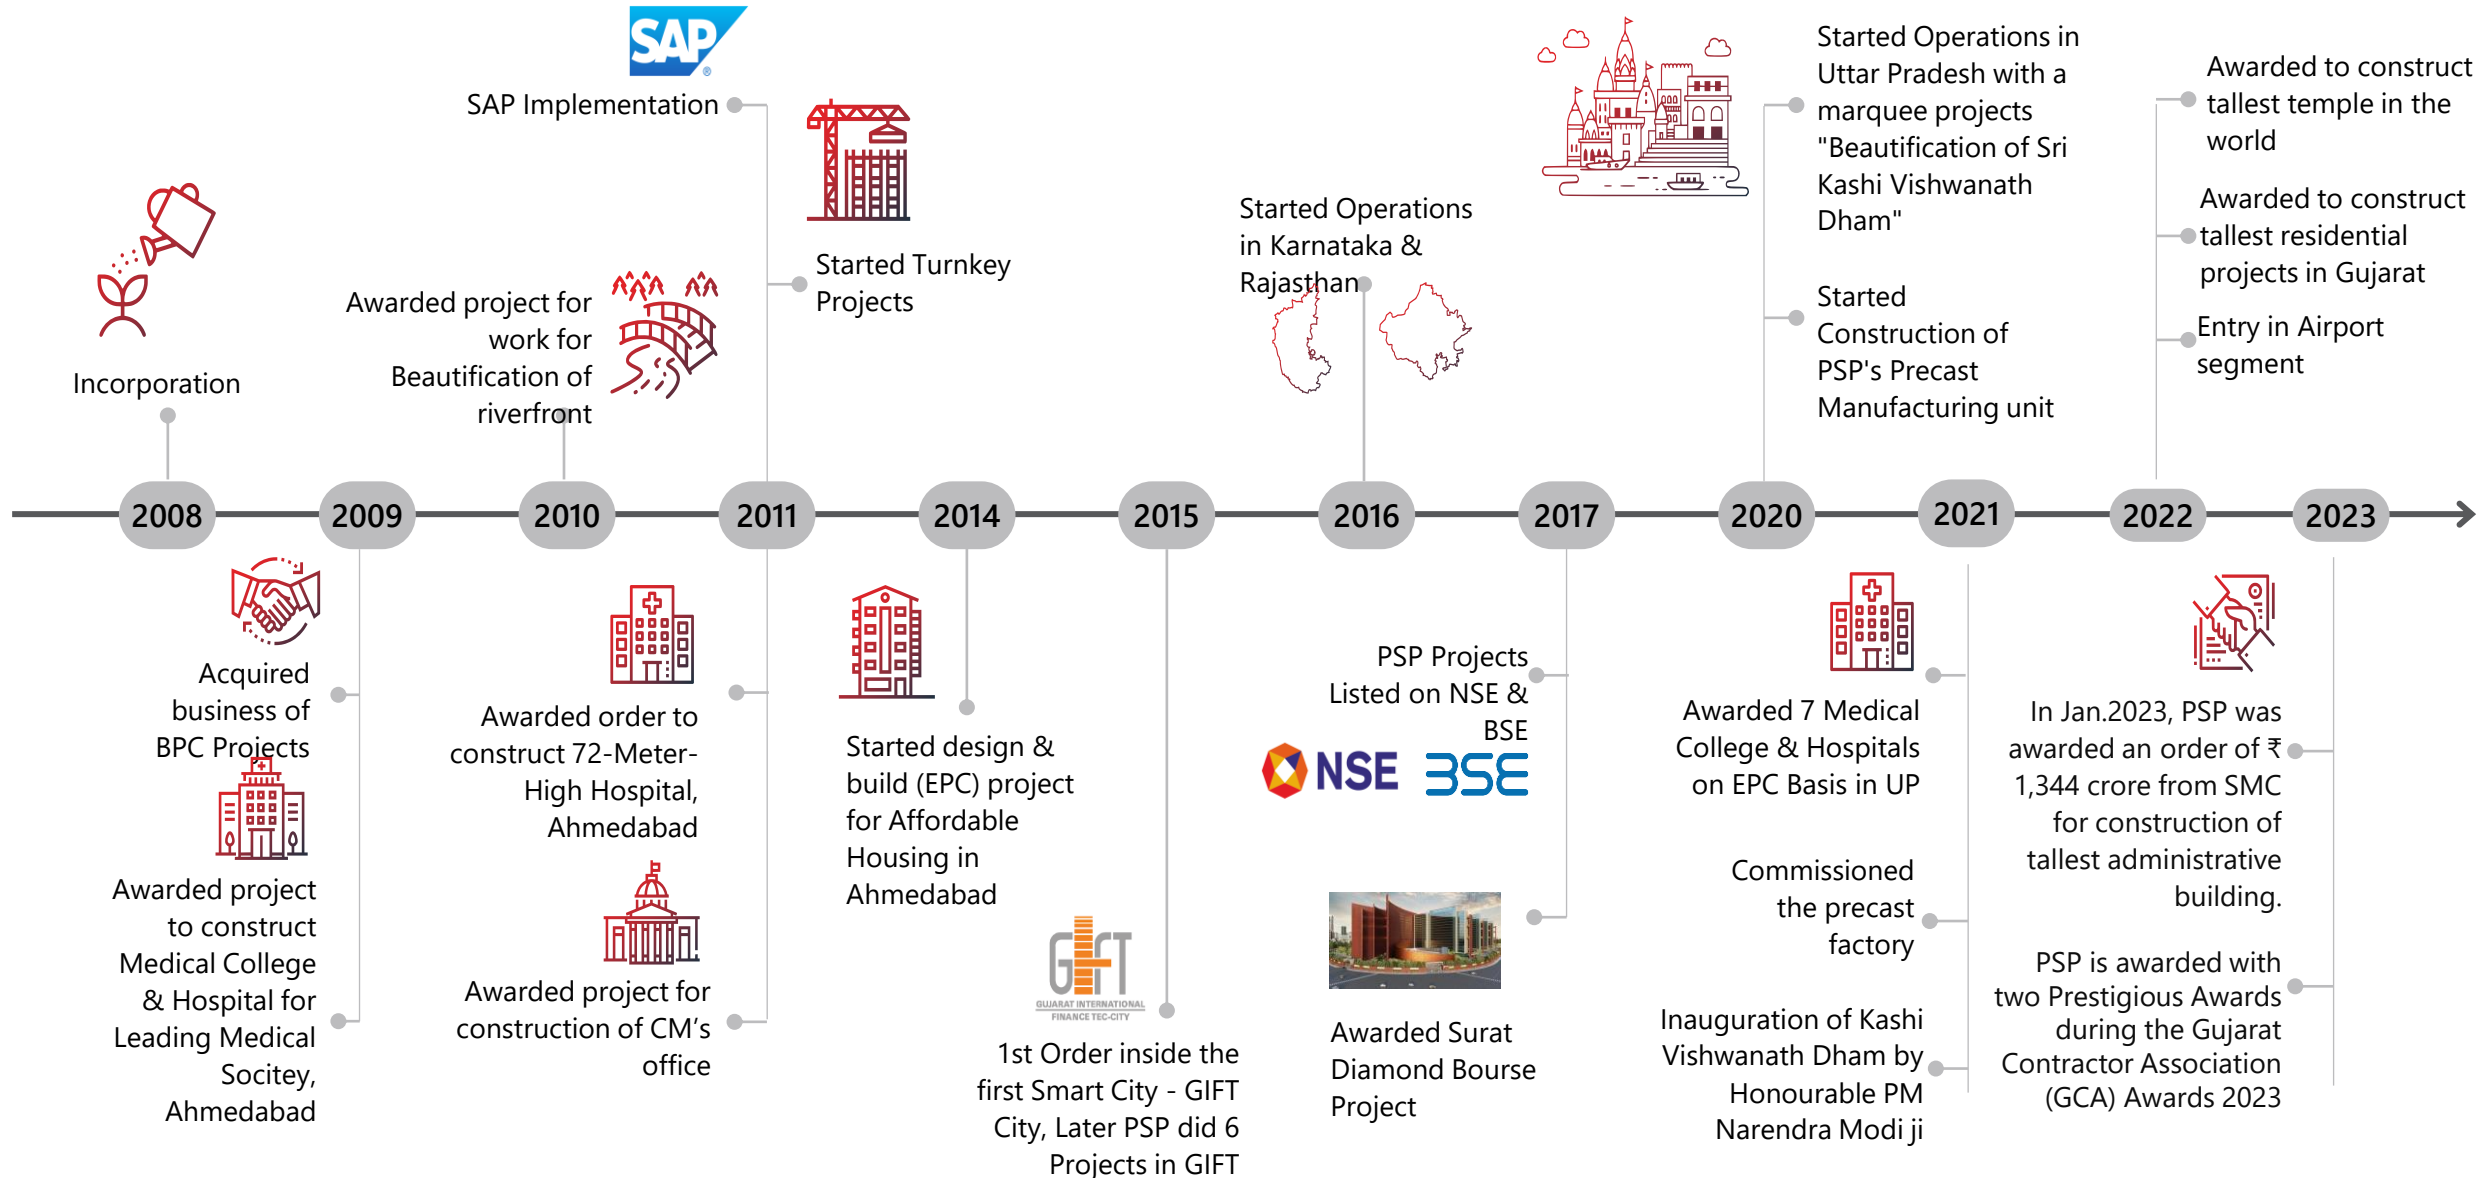 SAP
®
SAP Implementation
Incorporation
Awarded project for
work for
Beautification of
riverfront
Started Turnkey
Projects
Started Operations
in Karnataka &
Rajasthan
Started Operations in
Uttar Pradesh with a
marquee projects
"Beautification of Sri
Kashi Vishwanath
Dham"
Started
Construction of
PSP's Precast
Manufacturing unit
Awarded to construct
tallest temple in the
world
Awarded to construct
tallest residential
projects in Gujarat
Entry in Airport
segment
2008
2009
2010
2011
2014
2015
2016
2017
2020
2021
2022
2023
Acquired
business of
BPC Projects
Awarded project
to construct
Medical College
& Hospital for
Leading Medical
Socitey,
Ahmedabad
Awarded order to
construct 72-Meter-
High Hospital,
Ahmedabad
Awarded project for
construction of CM’s
office
Started design &
build (EPC) project
for Affordable
Housing in
Ahmedabad
GIFT
GUJARAT INTERNATIONAL
FINANCE TEC-CITY
1st Order inside the
first Smart City - GIFT
City, Later PSP did 6
Projects in GIFT
PSP Projects
Listed on NSE &
BSE
NSE
BSE
Awarded Surat
Diamond Bourse
Project
Awarded 7 Medical
College & Hospitals
on EPC Basis in UP
Commissioned
the precast
factory
Inauguration of Kashi
Vishwanath Dham by
Honourable PM
Narendra Modi ji
In Jan.2023, PSP was
awarded an order of ₹
1,344 crore from SMC
for construction of
tallest administrative
building.
PSP is awarded with
two Prestigious Awards
during the Gujarat
Contractor Association
(GCA) Awards 2023